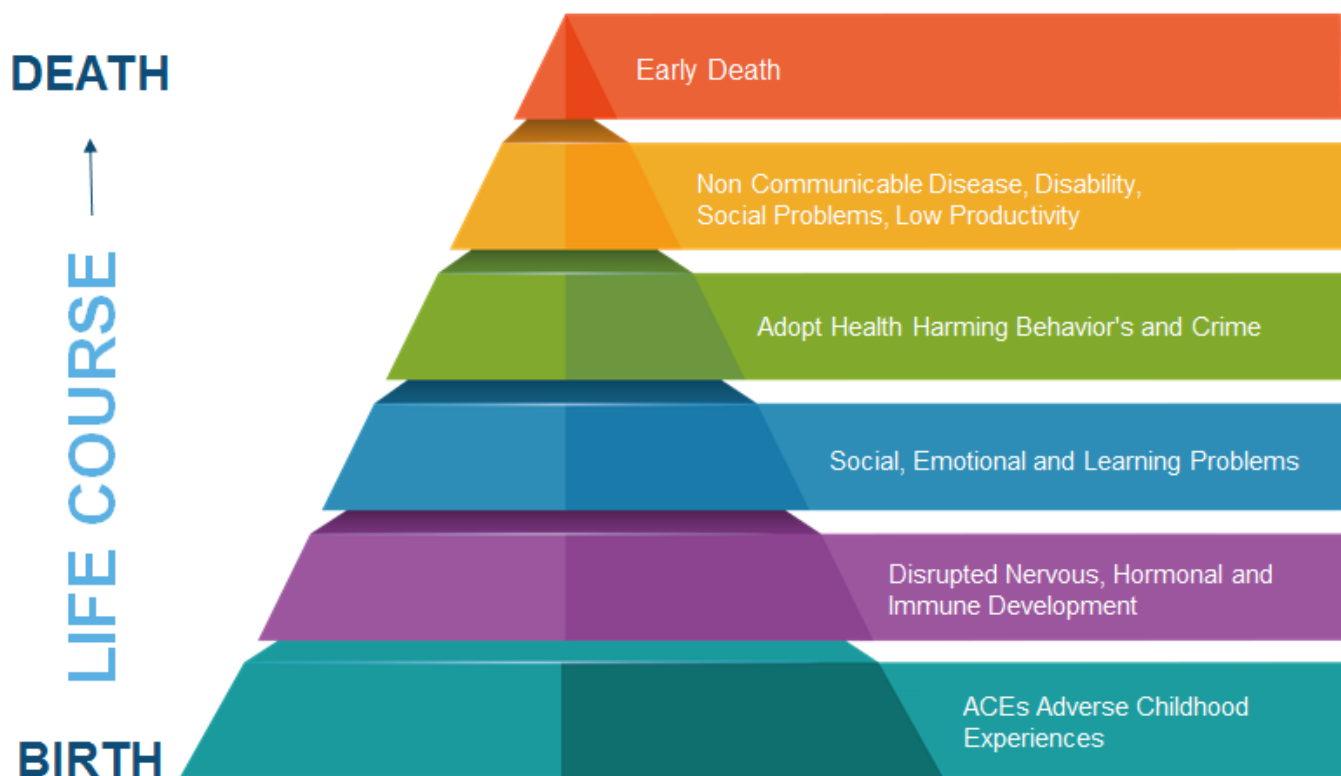 DEATH
LIFE COURSE
BIRTH
Early Death
Non Communicable Disease, Disability,
Social Problems, Low Productivity
Adopt Health Harming Behavior's and Crime
Social, Emotional and Learning Problems
Disrupted Nervous, Hormonal and
Immune Development
ACEs Adverse Childhood
Experiences